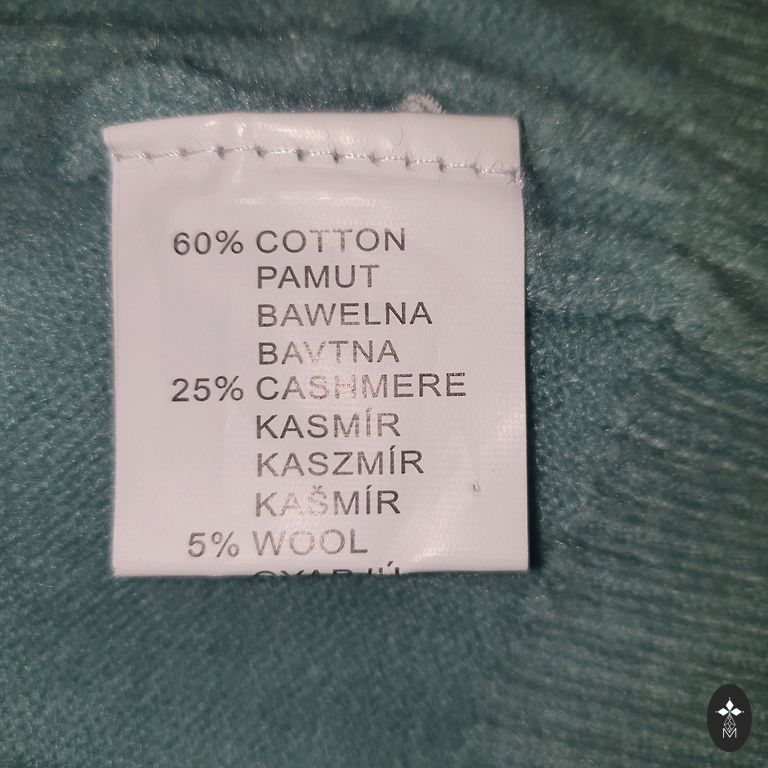 60% COTTON
PAMUT
BAWELNA
BAVTNA
25% CASHMERE
KASMÍR
KASZMÍR
KAŠMÍR
5% WOOL
M